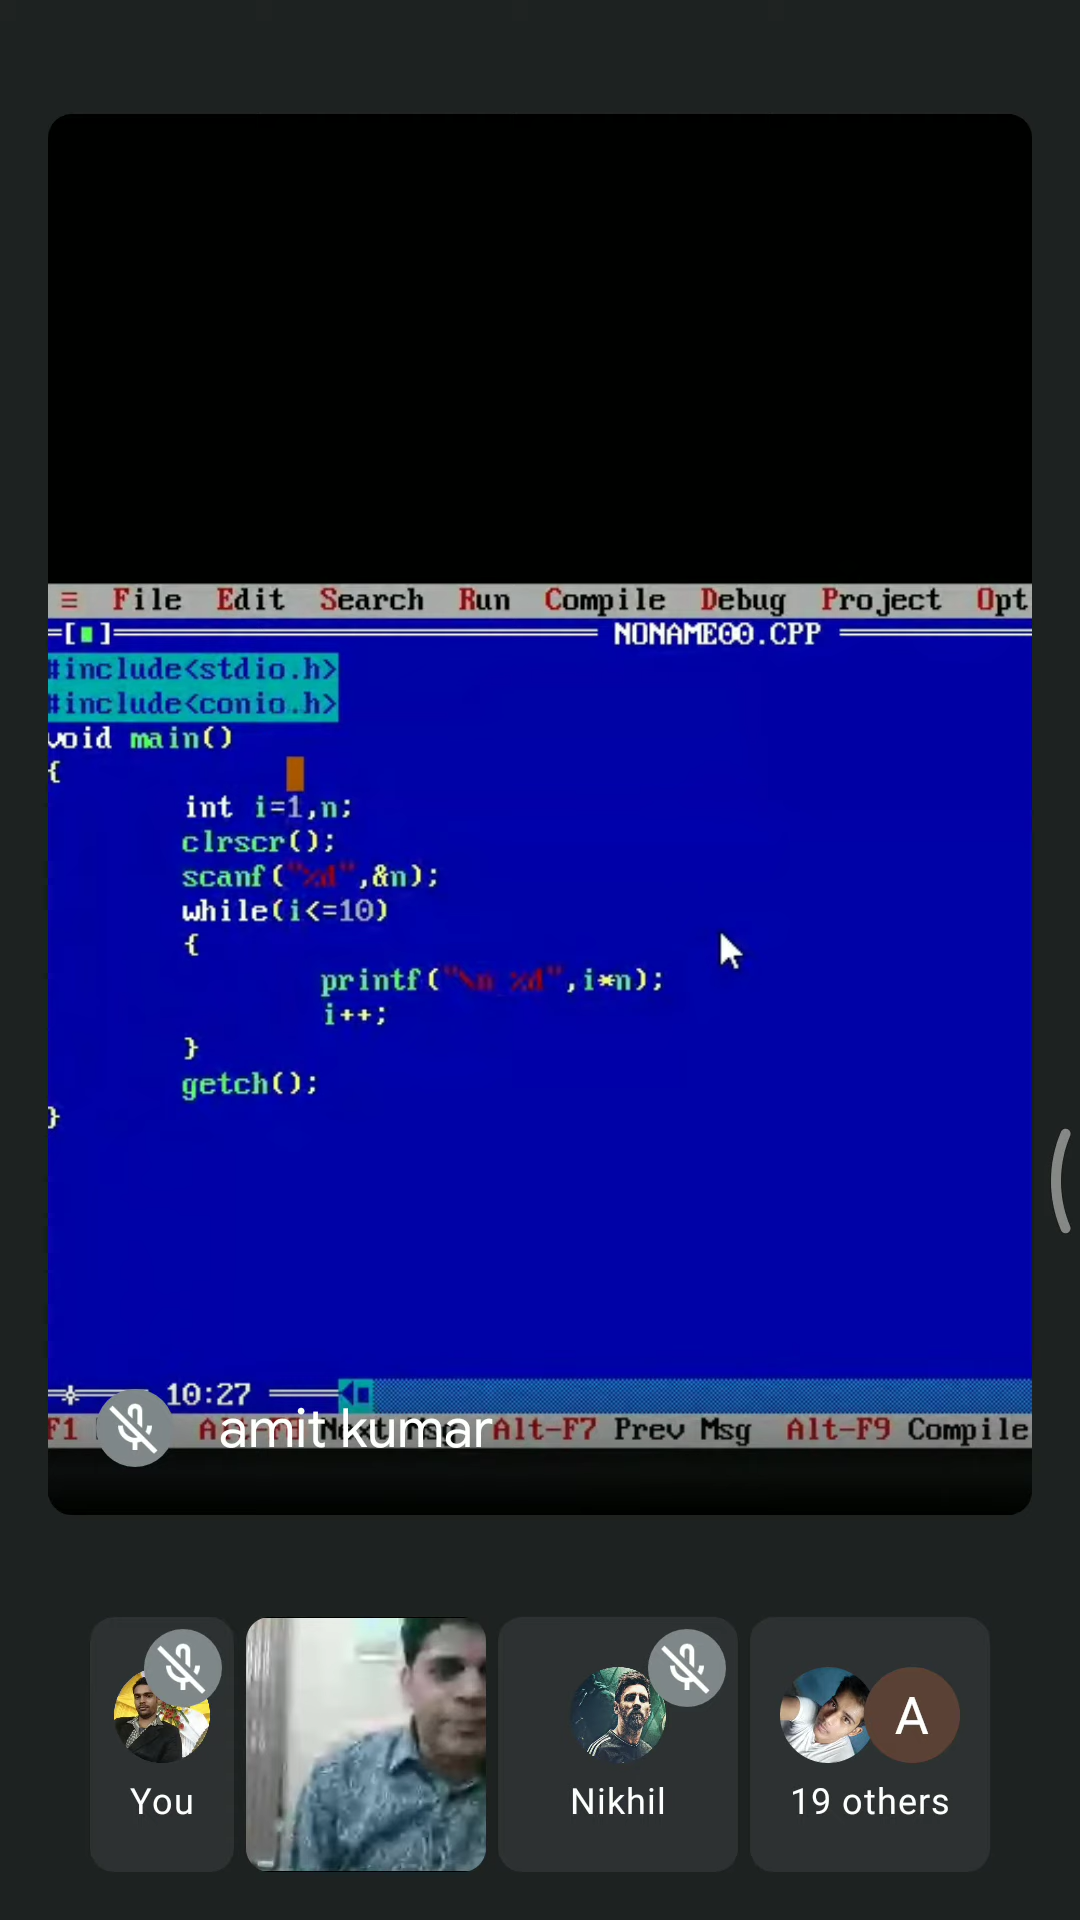 ≡ File Edit Search Run Compile Debug Project Opt
[■] NONAME00.CPP
#include<stdio.h>
#include<conio.h>
void main()
{
int i=1,n;
clrscr();
scanf("%d",&n);
while(i<=10)
{
printf("\n %d",i*n);
i++;
}
getch();
}
10:27
F1 Next Msg Alt-F7 Prev Msg Alt-F9 Compile
amit kumar
A
You Nikhil 19 others